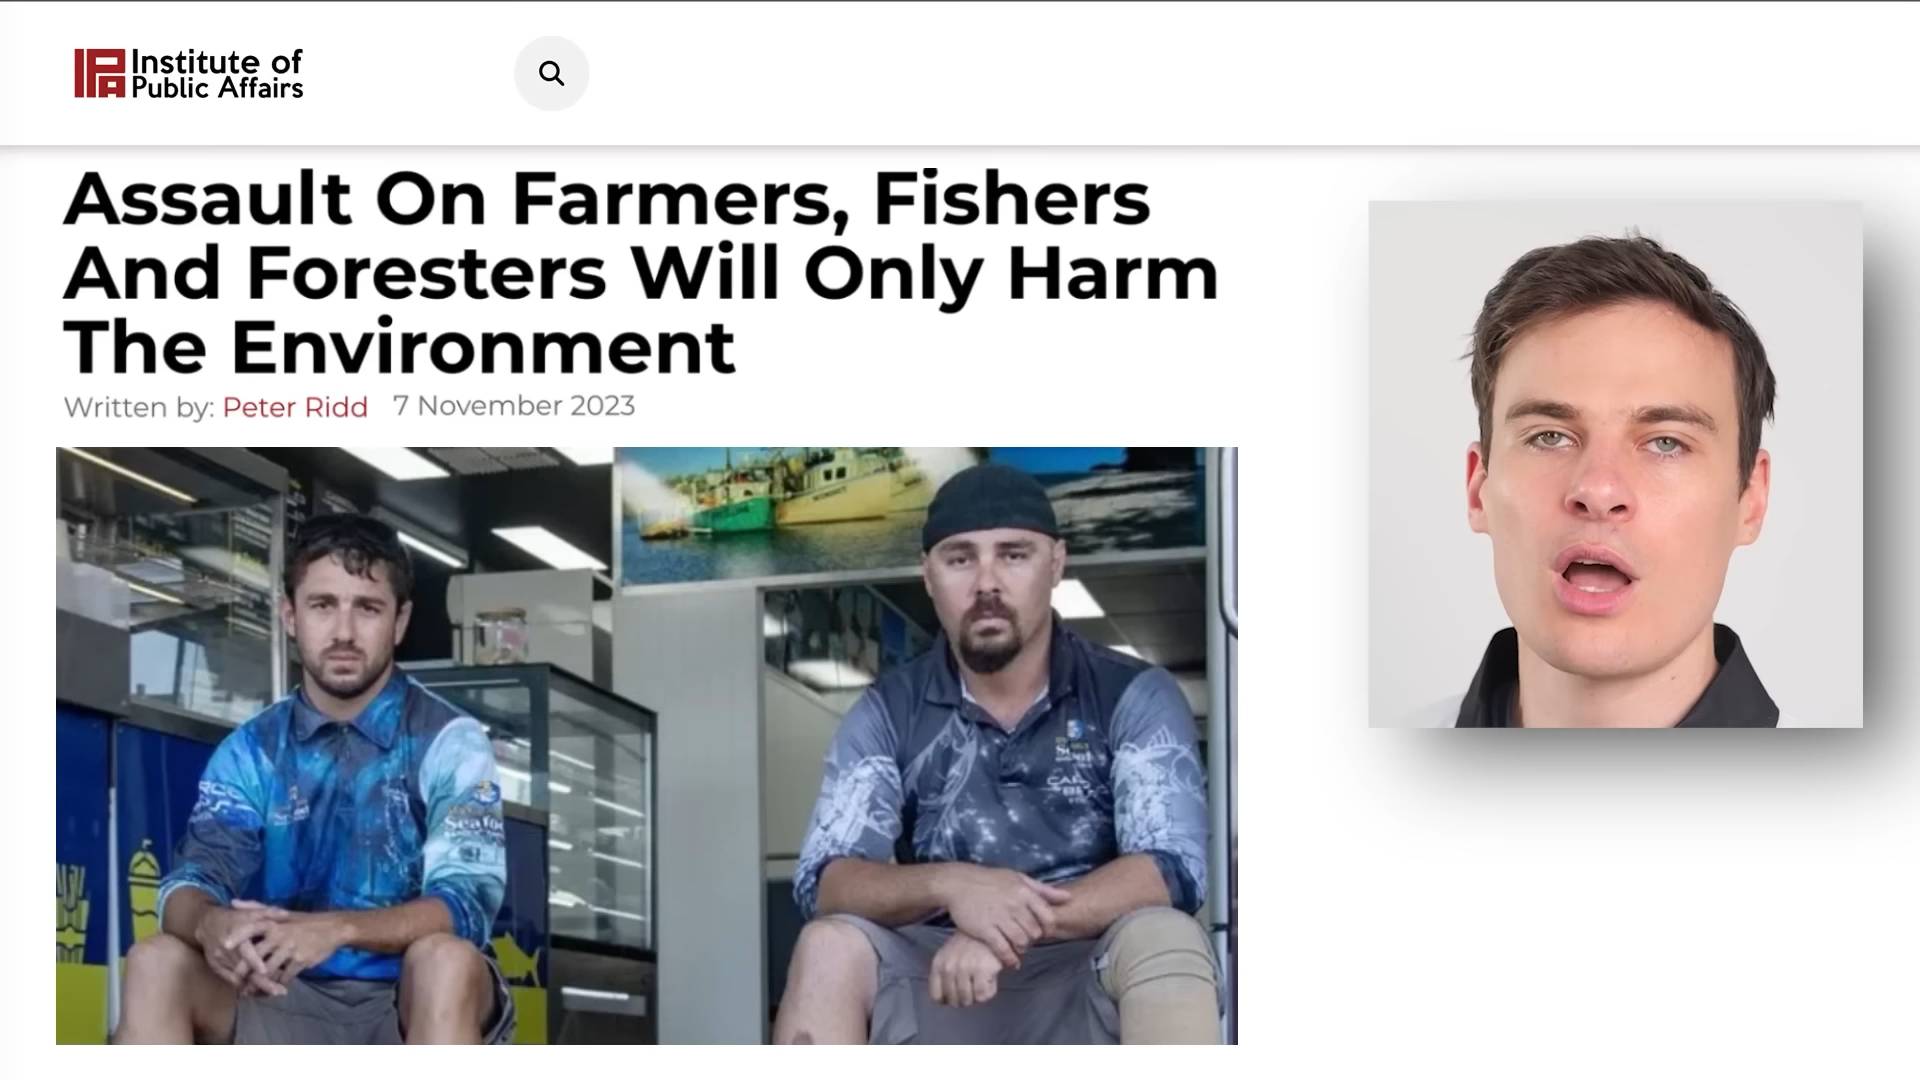 Institute of
Public Affairs
Assault On Farmers, Fishers
And Foresters Will Only Harm
The Environment
Written by: Peter Ridd 7 November 2023